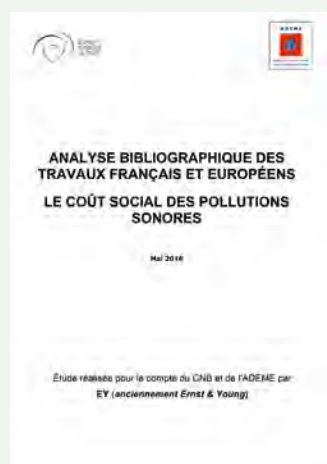 ADEME
ANALYSE BIBLIOGRAPHIQUE DES
TRAVAUX FRANÇAIS ET EUROPÉENS
LE COÛT SOCIAL DES POLLUTIONS
SONORES
Mai 2016
Étude réalisée pour le compte du CNB et de l'ADEME par
EY (anciennement Ernst & Young)